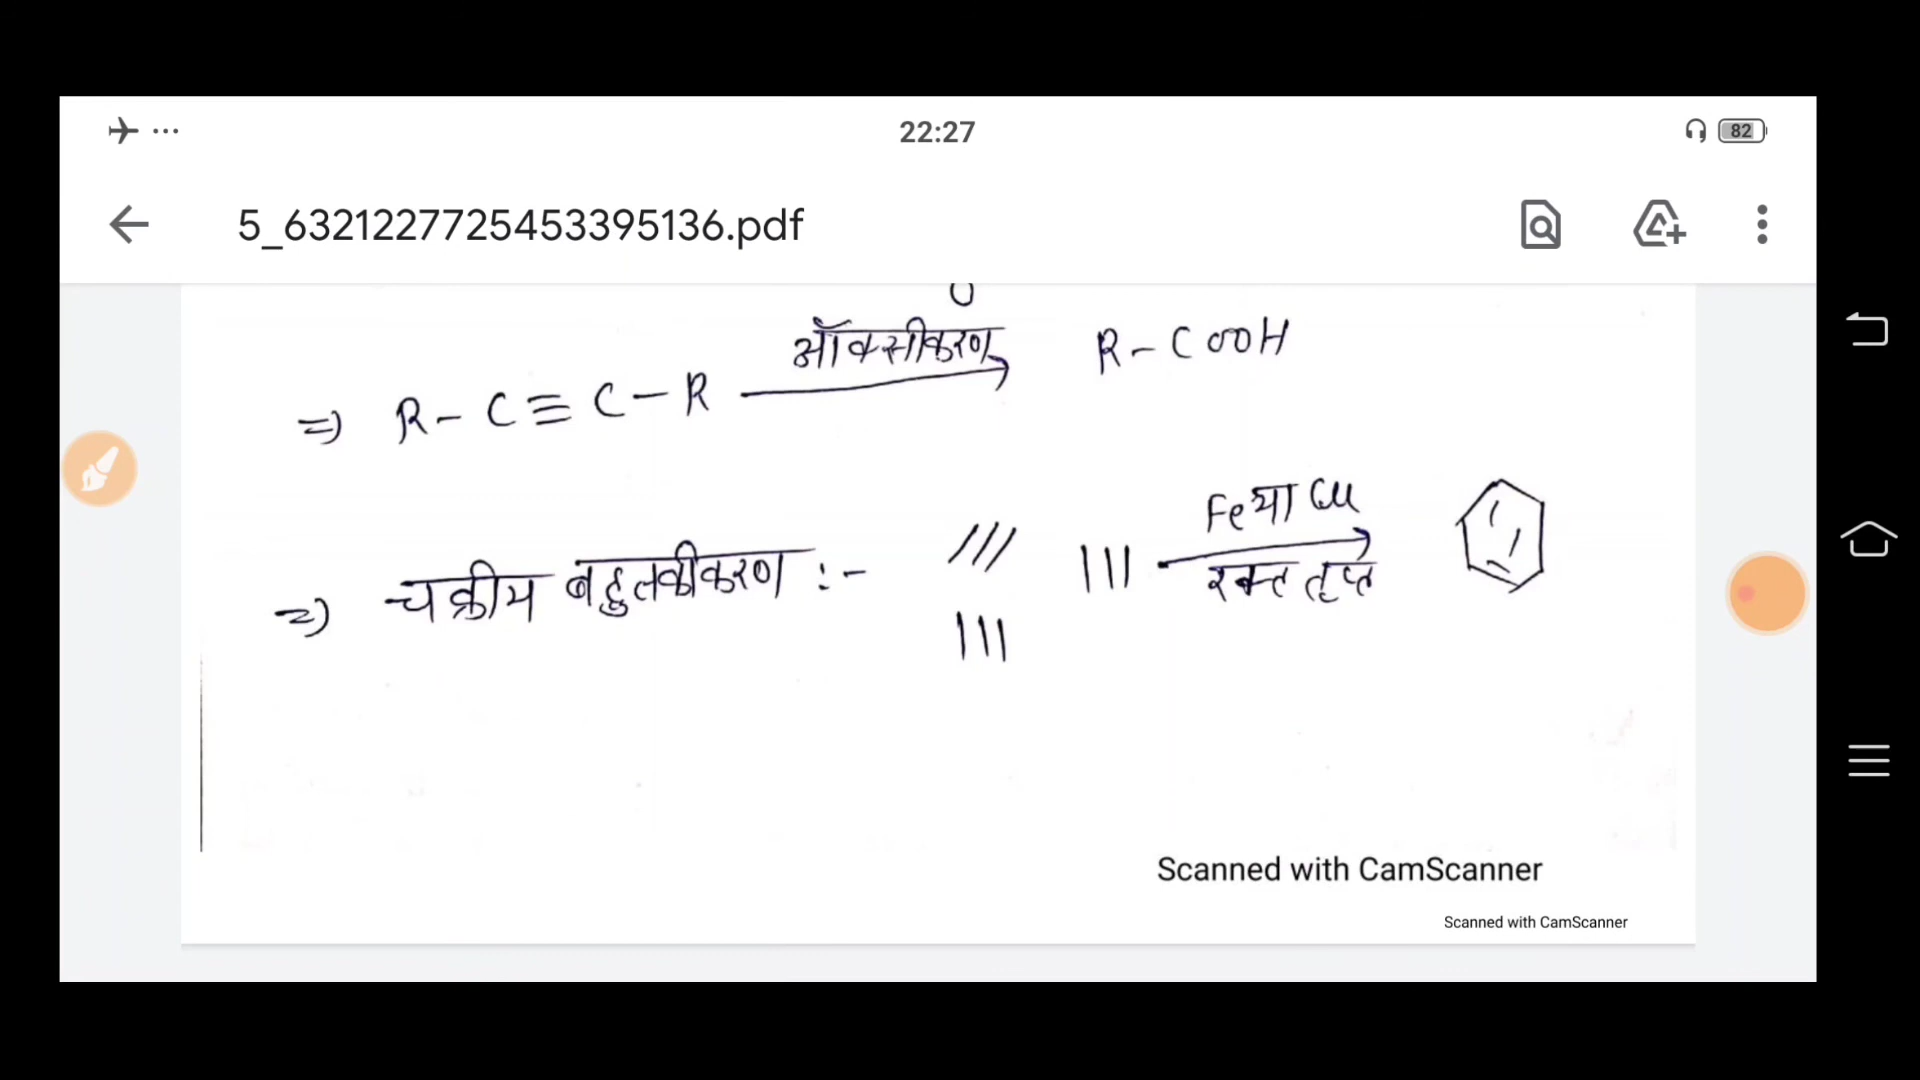 22:27
82
5_6321227725453395136.pdf
ऑक्सीकरण
=) R - C ≡ C - R R - COOH
=) चक्रीय बहुलकीकरण :- /// ||| Fe या Cu
रक्त तृप्त
|||
Scanned with CamScanner
Scanned with CamScanner